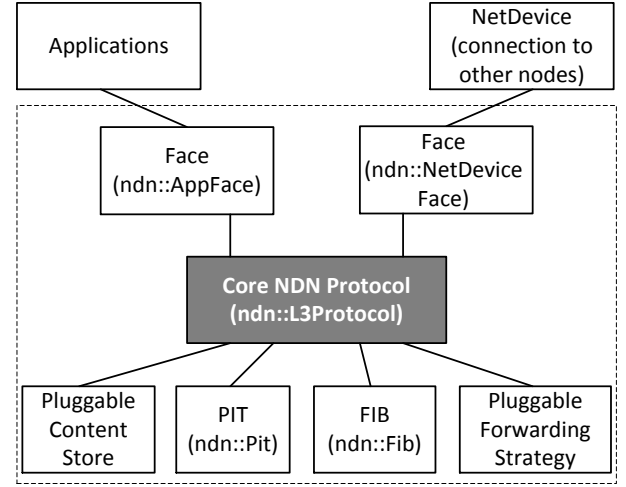 Applications
NetDevice
(connection to
other nodes)
Face
(ndn::AppFace)
Face
(ndn::NetDevice
Face)
Core NDN Protocol
(ndn::L3Protocol)
Pluggable
Content
Store
PIT
(ndn::Pit)
FIB
(ndn::Fib)
Pluggable
Forwarding
Strategy